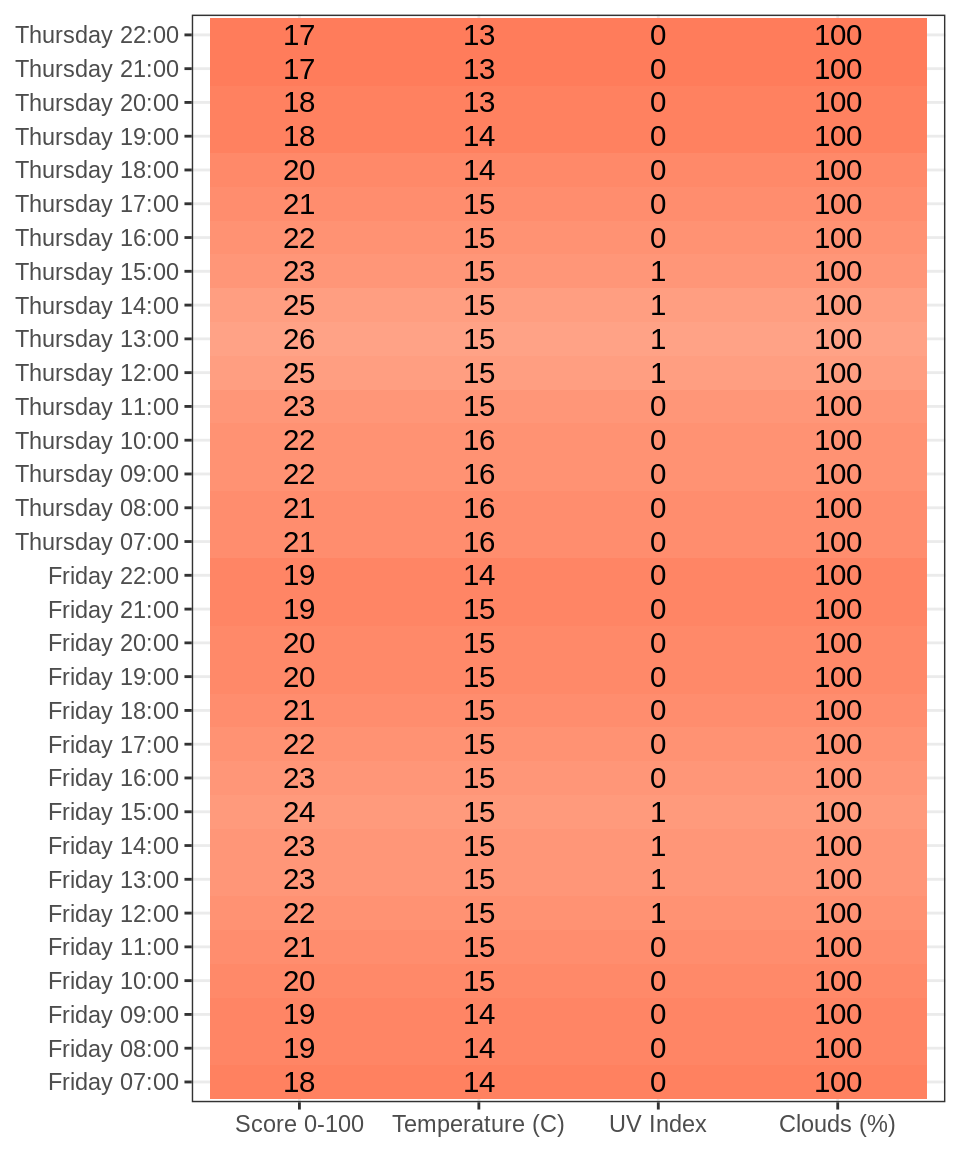 Thursday 22:00 17 13 0 100
Thursday 21:00 17 13 0 100
Thursday 20:00 18 13 0 100
Thursday 19:00 18 14 0 100
Thursday 18:00 20 14 0 100
Thursday 17:00 21 15 0 100
Thursday 16:00 22 15 0 100
Thursday 15:00 23 15 1 100
Thursday 14:00 25 15 1 100
Thursday 13:00 26 15 1 100
Thursday 12:00 25 15 1 100
Thursday 11:00 23 15 0 100
Thursday 10:00 22 16 0 100
Thursday 09:00 22 16 0 100
Thursday 08:00 21 16 0 100
Thursday 07:00 21 16 0 100
Friday 22:00 19 14 0 100
Friday 21:00 19 15 0 100
Friday 20:00 20 15 0 100
Friday 19:00 20 15 0 100
Friday 18:00 21 15 0 100
Friday 17:00 22 15 0 100
Friday 16:00 23 15 0 100
Friday 15:00 24 15 1 100
Friday 14:00 23 15 1 100
Friday 13:00 23 15 1 100
Friday 12:00 22 15 1 100
Friday 11:00 21 15 0 100
Friday 10:00 20 15 0 100
Friday 09:00 19 14 0 100
Friday 08:00 19 14 0 100
Friday 07:00 18 14 0 100
Score 0-100 Temperature (C) UV Index Clouds (%)